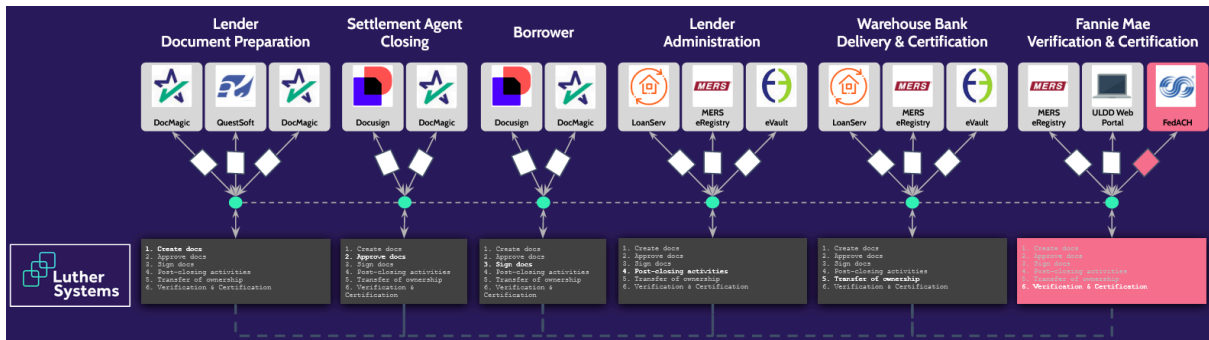 Lender
Document Preparation
Settlement Agent
Closing
Borrower
Lender
Administration
Warehouse Bank
Delivery & Certification
Fannie Mae
Verification & Certification
DocMagic
QuestSoft
DocMagic
Docusign
DocMagic
Docusign
DocMagic
LoanServ
MERS
MERS
eRegistry
eVault
LoanServ
MERS
MERS
eRegistry
eVault
MERS
MERS
eRegistry
ULDD Web
Portal
FedACH
Luther
Systems
1. Create docs
2. Approve docs
3. Sign docs
4. Post-closing activities
5. Transfer of ownership
6. Verification & Certification
1. Create docs
2. Approve docs
3. Sign docs
4. Post-closing activities
5. Transfer of ownership
6. Verification &
Certification
1. Create docs
2. Approve docs
3. Sign docs
4. Post-closing activities
5. Transfer of ownership
6. Verification &
Certification
1. Create docs
2. Approve docs
3. Sign docs
4. Post-closing activities
5. Transfer of ownership
6. Verification & Certification
1. Create docs
2. Approve docs
3. Sign docs
4. Post-closing activities
5. Transfer of ownership
6. Verification & Certification
1. Create docs
2. Approve docs
3. Sign docs
4. Post-closing activities
5. Transfer of ownership
6. Verification & Certification